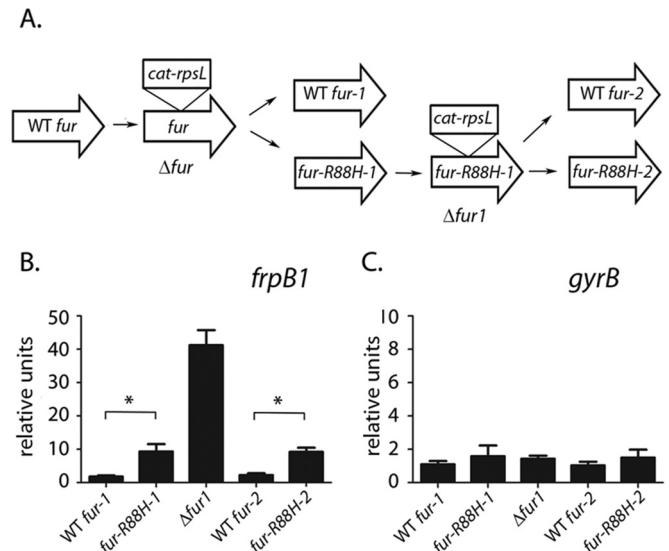 A.
cat-rpsL
WT fur
fur
Δfur
WT fur-1
fur-R88H-1
cat-rpsL
fur-R88H-1
Δfur1
WT fur-2
fur-R88H-2
B.
frpB1
relative units
50
40
30
20
10
0
*
*
WT fur-1
fur-R88H-1
Δfur1
WT fur-2
fur-R88H-2
C.
gyrB
relative units
10
8
6
4
2
0
WT fur-1
fur-R88H-1
Δfur1
WT fur-2
fur-R88H-2